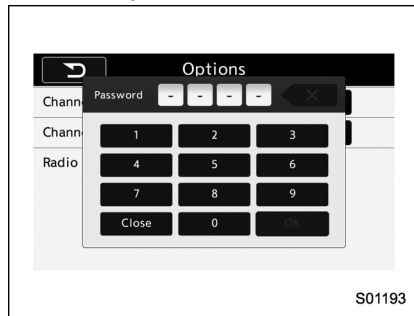 Options
Password - - - -
Chann
Chann
Radio
1 2 3
4 5 6
7 8 9
Close 0 OK
S01193